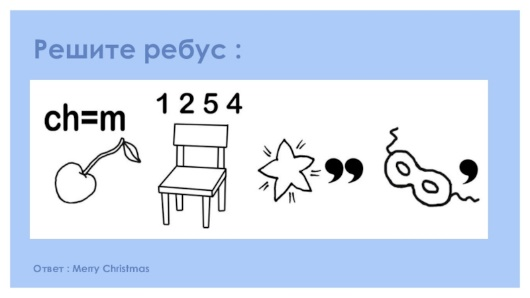 Решите ребус :
1 2 5 4
ch=m
,, ,
Ответ : Merry Christmas